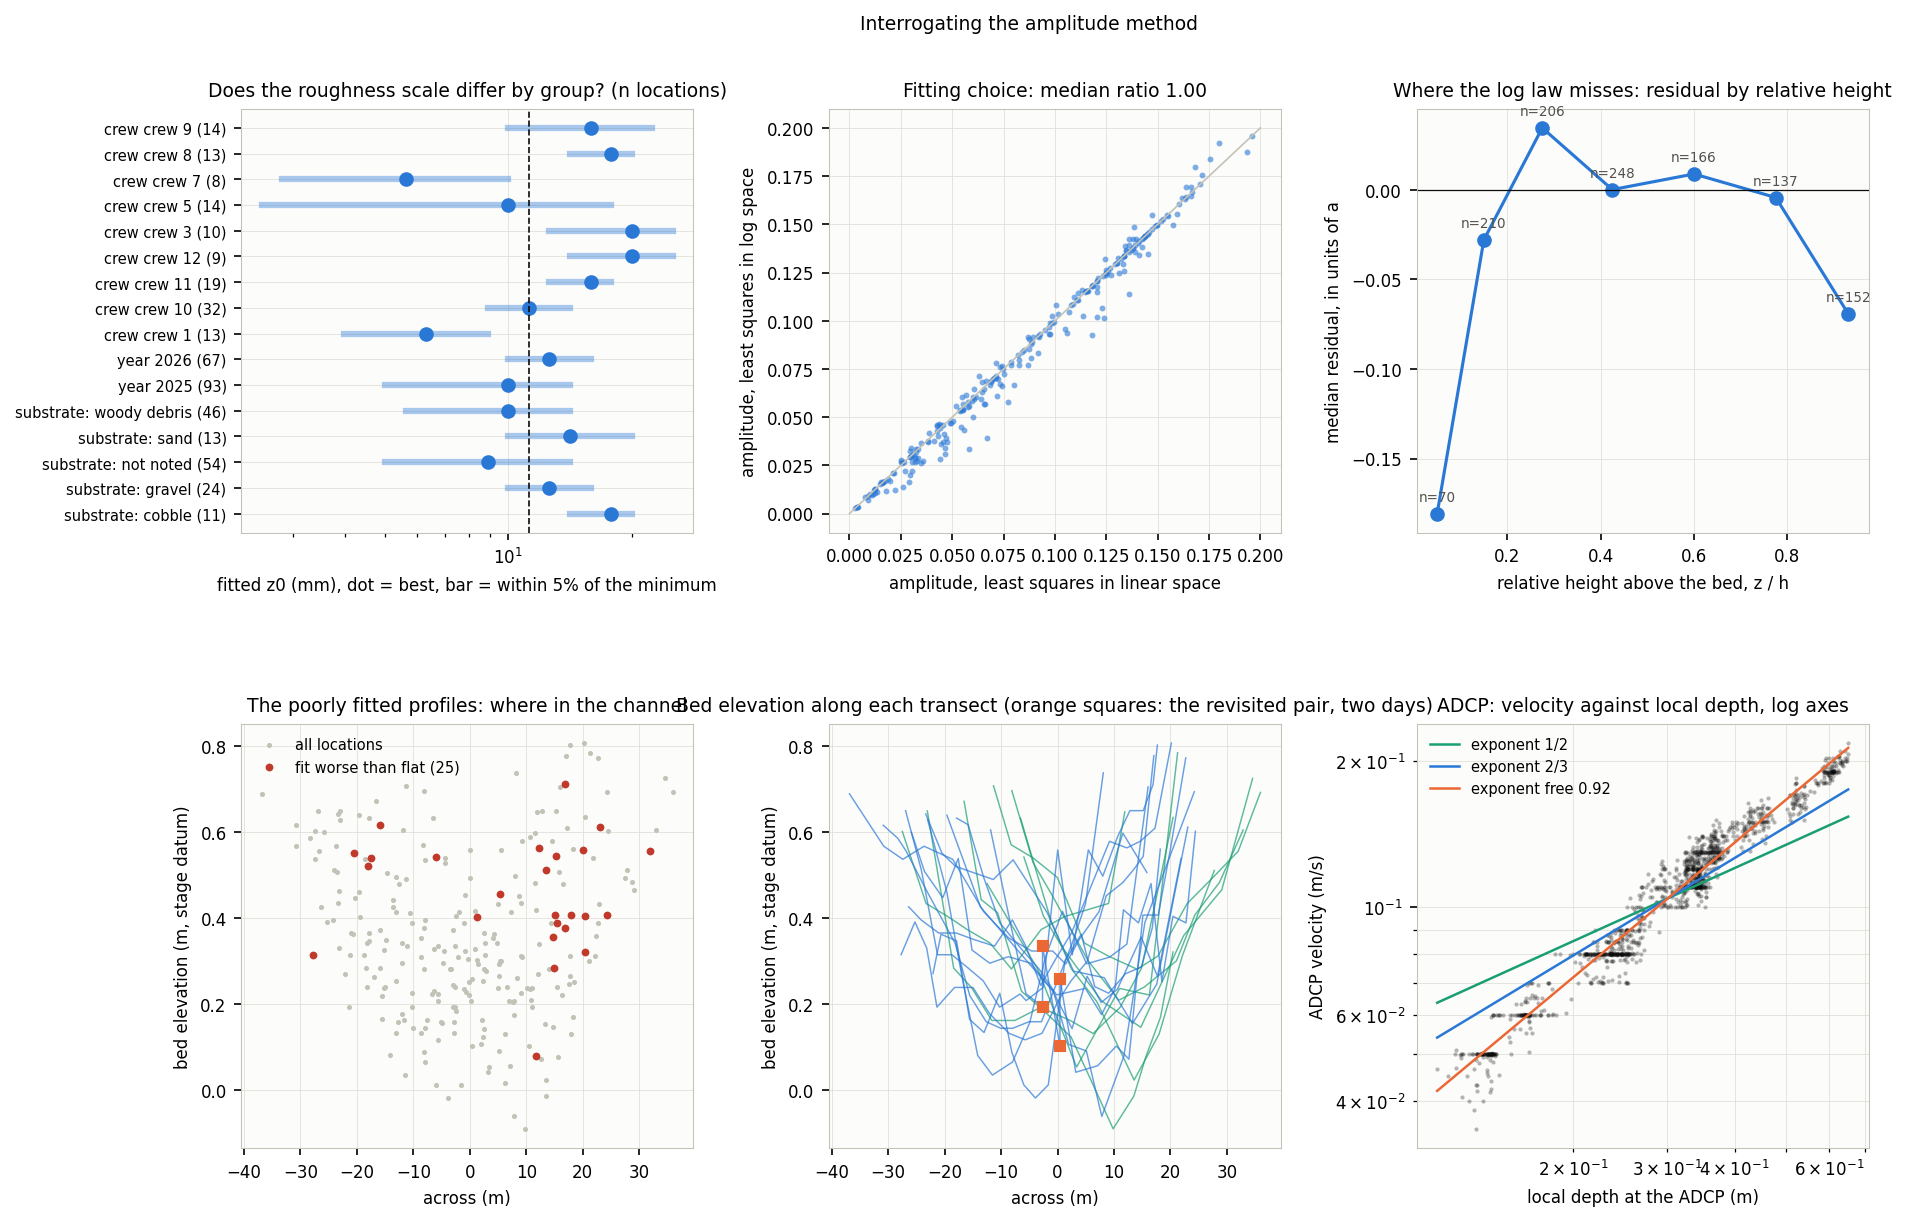 Interrogating the amplitude method
Does the roughness scale differ by group? (n locations)
crew crew 9 (14)
crew crew 8 (13)
crew crew 7 (8)
crew crew 5 (14)
crew crew 3 (10)
crew crew 12 (9)
crew crew 11 (19)
crew crew 10 (32)
crew crew 1 (13)
year 2026 (67)
year 2025 (93)
substrate: woody debris (46)
substrate: sand (13)
substrate: not noted (54)
substrate: gravel (24)
substrate: cobble (11)
10¹
fitted z0 (mm), dot = best, bar = within 5% of the minimum
Fitting choice: median ratio 1.00
amplitude, least squares in log space
0.200
0.175
0.150
0.125
0.100
0.075
0.050
0.025
0.000
0.000 0.025 0.050 0.075 0.100 0.125 0.150 0.175 0.200
amplitude, least squares in linear space
Where the log law misses: residual by relative height
median residual, in units of a
0.00
−0.05
−0.10
−0.15
n=70
n=210
n=206
n=248
n=166
n=137
n=152
0.2 0.4 0.6 0.8
relative height above the bed, z / h
The poorly fitted profiles: where in the channel
bed elevation (m, stage datum)
all locations
fit worse than flat (25)
0.8
0.6
0.4
0.2
0.0
−40 −30 −20 −10 0 10 20 30
across (m)
Bed elevation along each transect (orange squares: the revisited pair, two days)
bed elevation (m, stage datum)
0.8
0.6
0.4
0.2
0.0
−40 −30 −20 −10 0 10 20 30
across (m)
ADCP: velocity against local depth, log axes
ADCP velocity (m/s)
exponent 1/2
exponent 2/3
exponent free 0.92
2 × 10⁻¹
10⁻¹
6 × 10⁻²
4 × 10⁻²
2 × 10⁻¹ 3 × 10⁻¹ 4 × 10⁻¹ 6 × 10⁻¹
local depth at the ADCP (m)